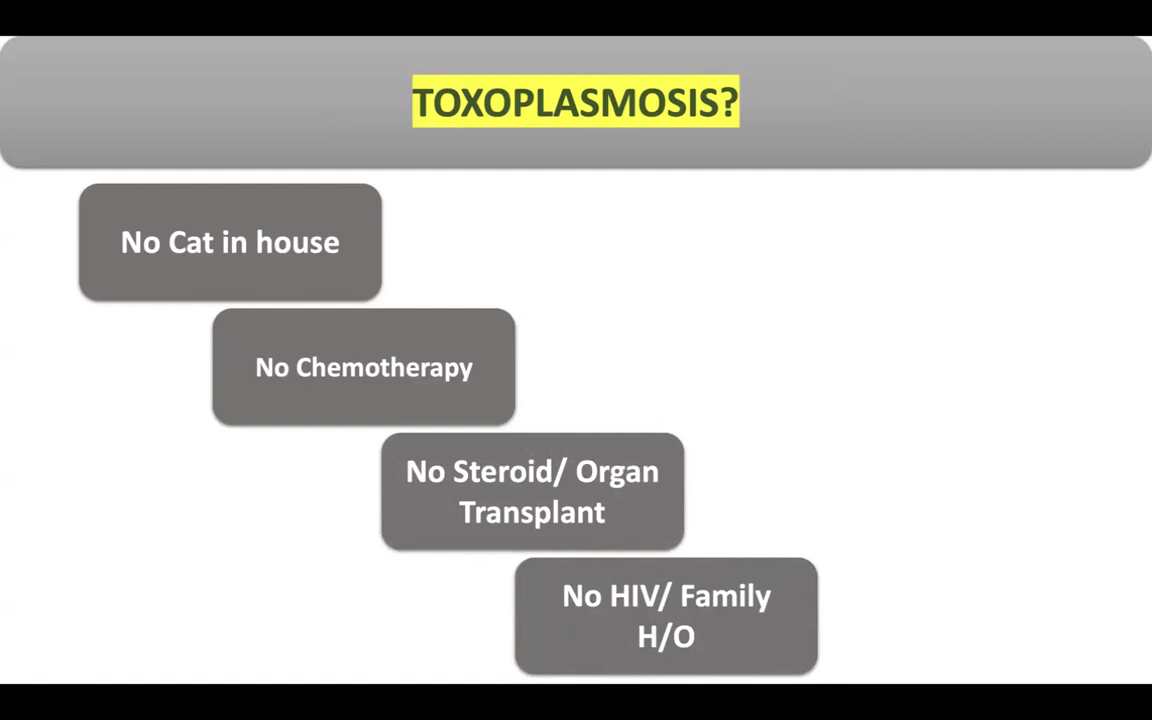 TOXOPLASMOSIS?
No Cat in house
No Chemotherapy
No Steroid/ Organ
Transplant
No HIV/ Family
H/O